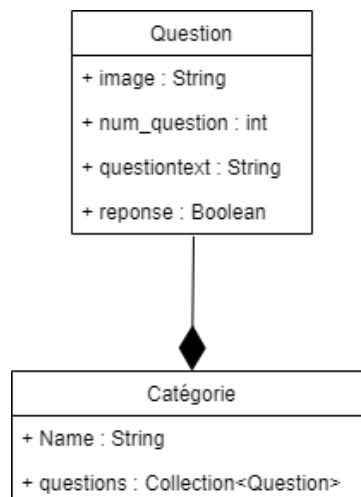 Question
+ image : String
+ num_question : int
+ questiontext : String
+ reponse : Boolean
Catégorie
+ Name : String
+ questions : Collection<Question>